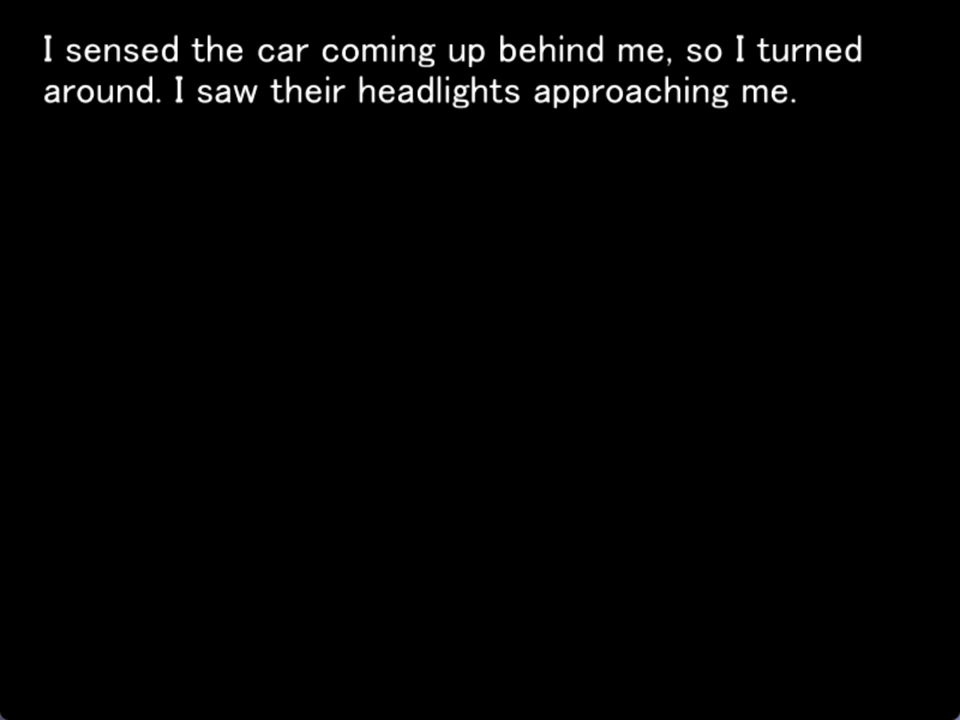 I sensed the car coming up behind me, so I turned
around. I saw their headlights approaching me.